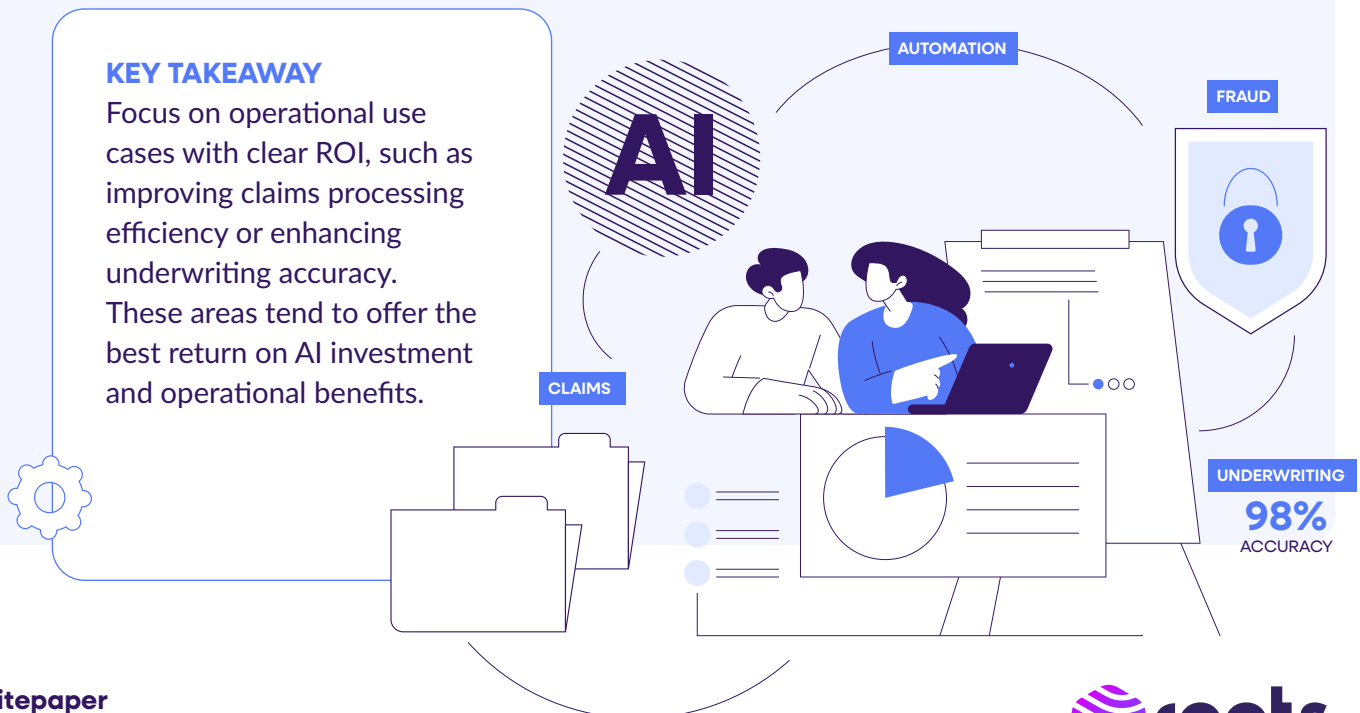 KEY TAKEAWAY
Focus on operational use
cases with clear ROI, such as
improving claims processing
efficiency or enhancing
underwriting accuracy.
These areas tend to offer the
best return on AI investment
and operational benefits.
AI
AUTOMATION
FRAUD
CLAIMS
UNDERWRITING
98%
ACCURACY
itepaper
roots